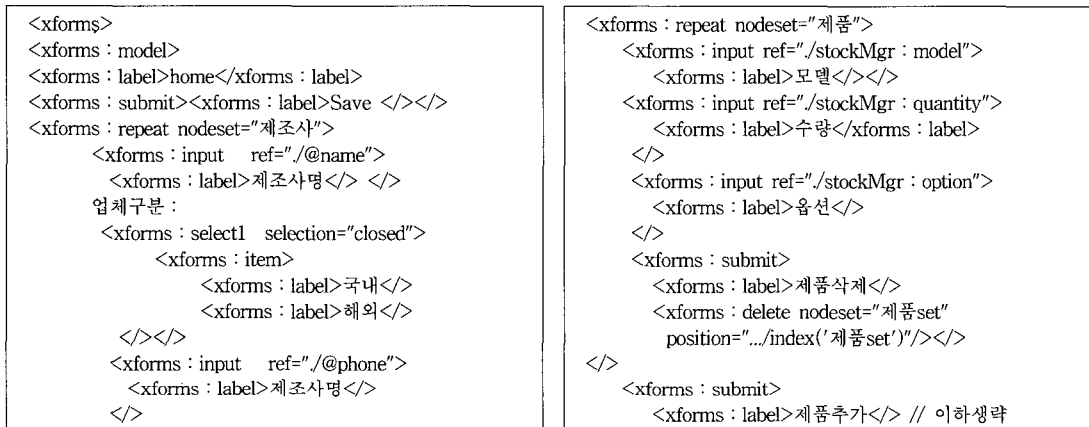 <xforms>
<xforms : model>
<xforms : label>home</xforms : label>
<xforms : submit><xforms : label>Save </></>
<xforms : repeat nodeset="제조사">
<xforms : input ref="./@name">
<xforms : label>제조사명</> </>
업체구분 :
<xforms : select1 selection="closed">
<xforms : item>
<xforms : label>국내</>
<xforms : label>해외</>
</></>
<xforms : input ref="./@phone">
<xforms : label>제조사명</>
</>
<xforms : repeat nodeset="제품">
<xforms : input ref="./stockMgr : model">
<xforms : label>모델</></>
<xforms : input ref="./stockMgr : quantity">
<xforms : label>수량</xforms : label>
</>
<xforms : input ref="./stockMgr : option">
<xforms : label>옵션</>
</>
<xforms : submit>
<xforms : label>제품삭제</>
<xforms : delete nodeset="제품set"
position=".../index('제품set')"/></>
</>
<xforms : submit>
<xforms : label>제품추가</> // 이하생략